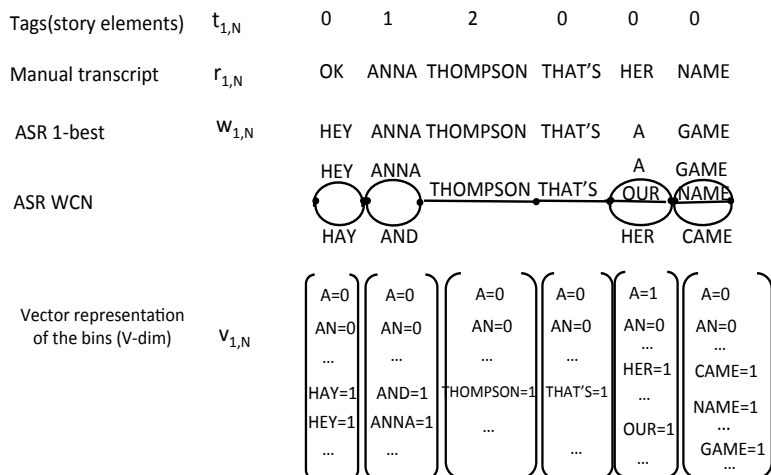 Tags(story elements) t1,N 0 1 2 0 0 0
Manual transcript r1,N OK ANNA THOMPSON THAT'S HER NAME
ASR 1-best w1,N HEY ANNA THOMPSON THAT'S A GAME
HEY ANNA A GAME
ASR WCN THOMPSON THAT'S OUR NAME
HAY AND HER CAME
A=0 A=0 A=0 A=0 A=1 A=0
Vector representation
of the bins (V-dim) v1,N AN=0 AN=0 AN=0 AN=0 AN=0 AN=0
... ... ... ... ... ...
HAY=1 AND=1 THOMPSON=1 THAT'S=1 HER=1 CAME=1
HEY=1 ANNA=1 ... ... ... NAME=1
... ... OUR=1 ...
... GAME=1
...